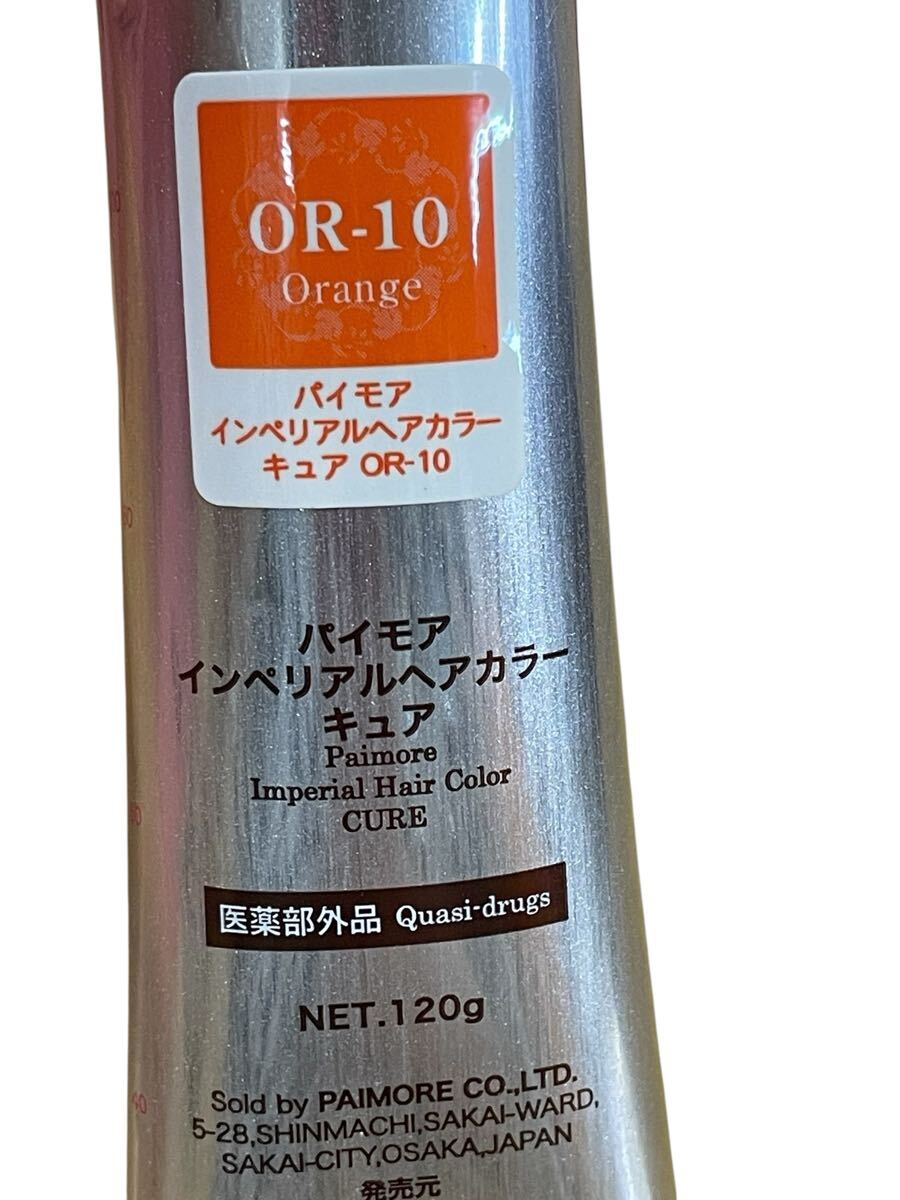 OR-10
Orange
パイモア
インペリアルヘアカラー
キュア OR-10
パイモア
インペリアルヘアカラー
キュア
Paimore
Imperial Hair Color
CURE
医薬部外品 Quasi-drugs
NET.120g
Sold by PAIMORE CO.,LTD.
5-28,SHINMACHI,SAKAI-WARD,
SAKAI-CITY,OSAKA,JAPAN
発売元
40